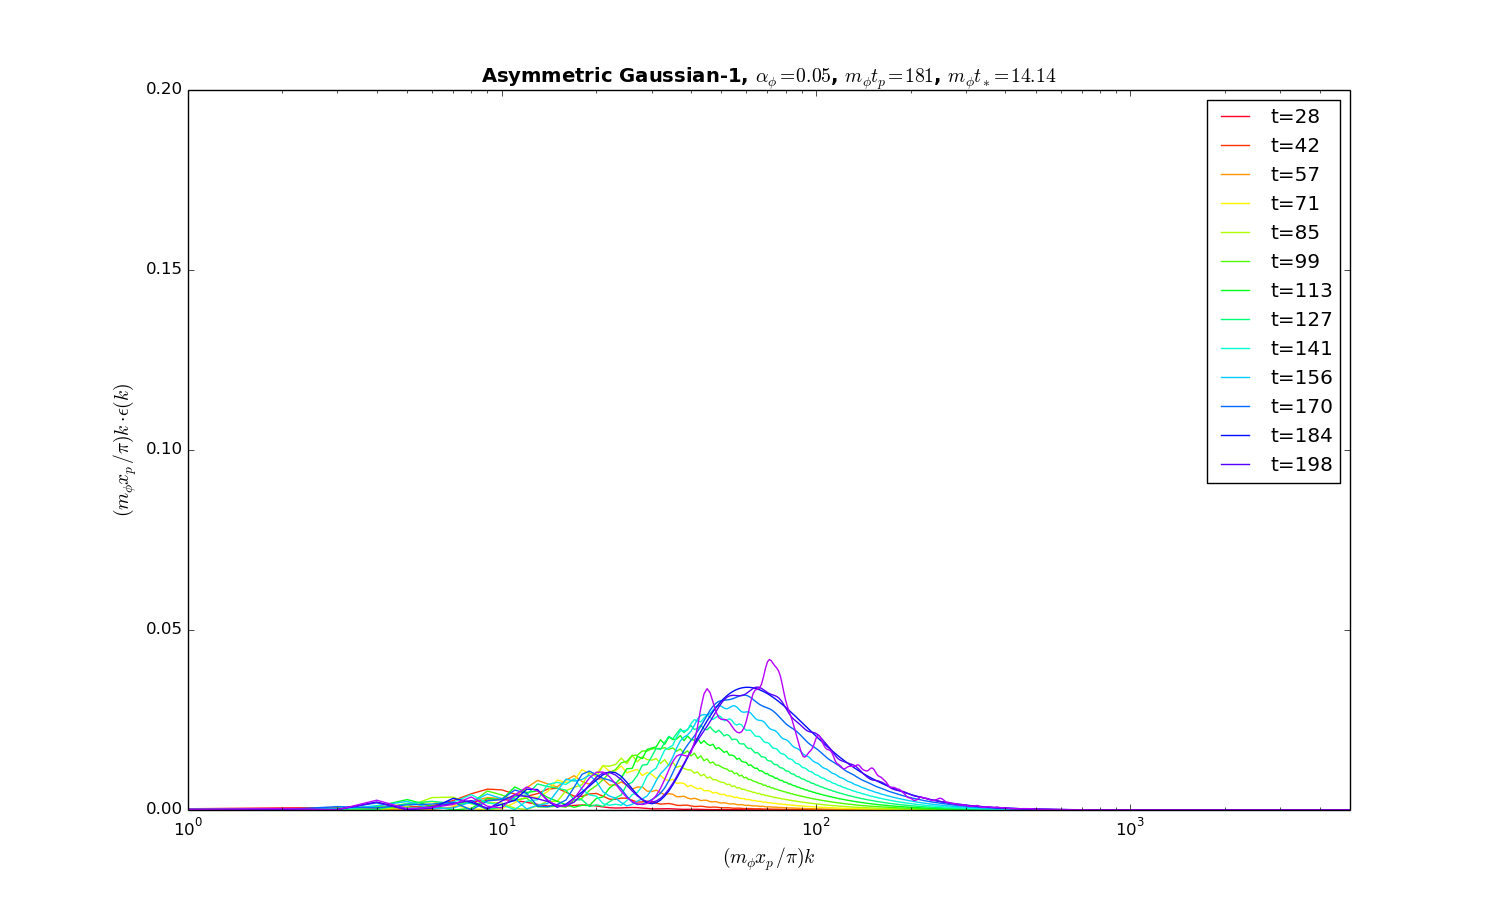 Asymmetric Gaussian-1, α_ϕ=0.05, m_ϕt_p=181, m_ϕt_*=14.14
0.20
0.15
0.10
0.05
0.00
(m_ϕx_p/π)k·ϵ(k)
10^0
10^1
10^2
10^3
(m_ϕx_p/π)k
t=28
t=42
t=57
t=71
t=85
t=99
t=113
t=127
t=141
t=156
t=170
t=184
t=198